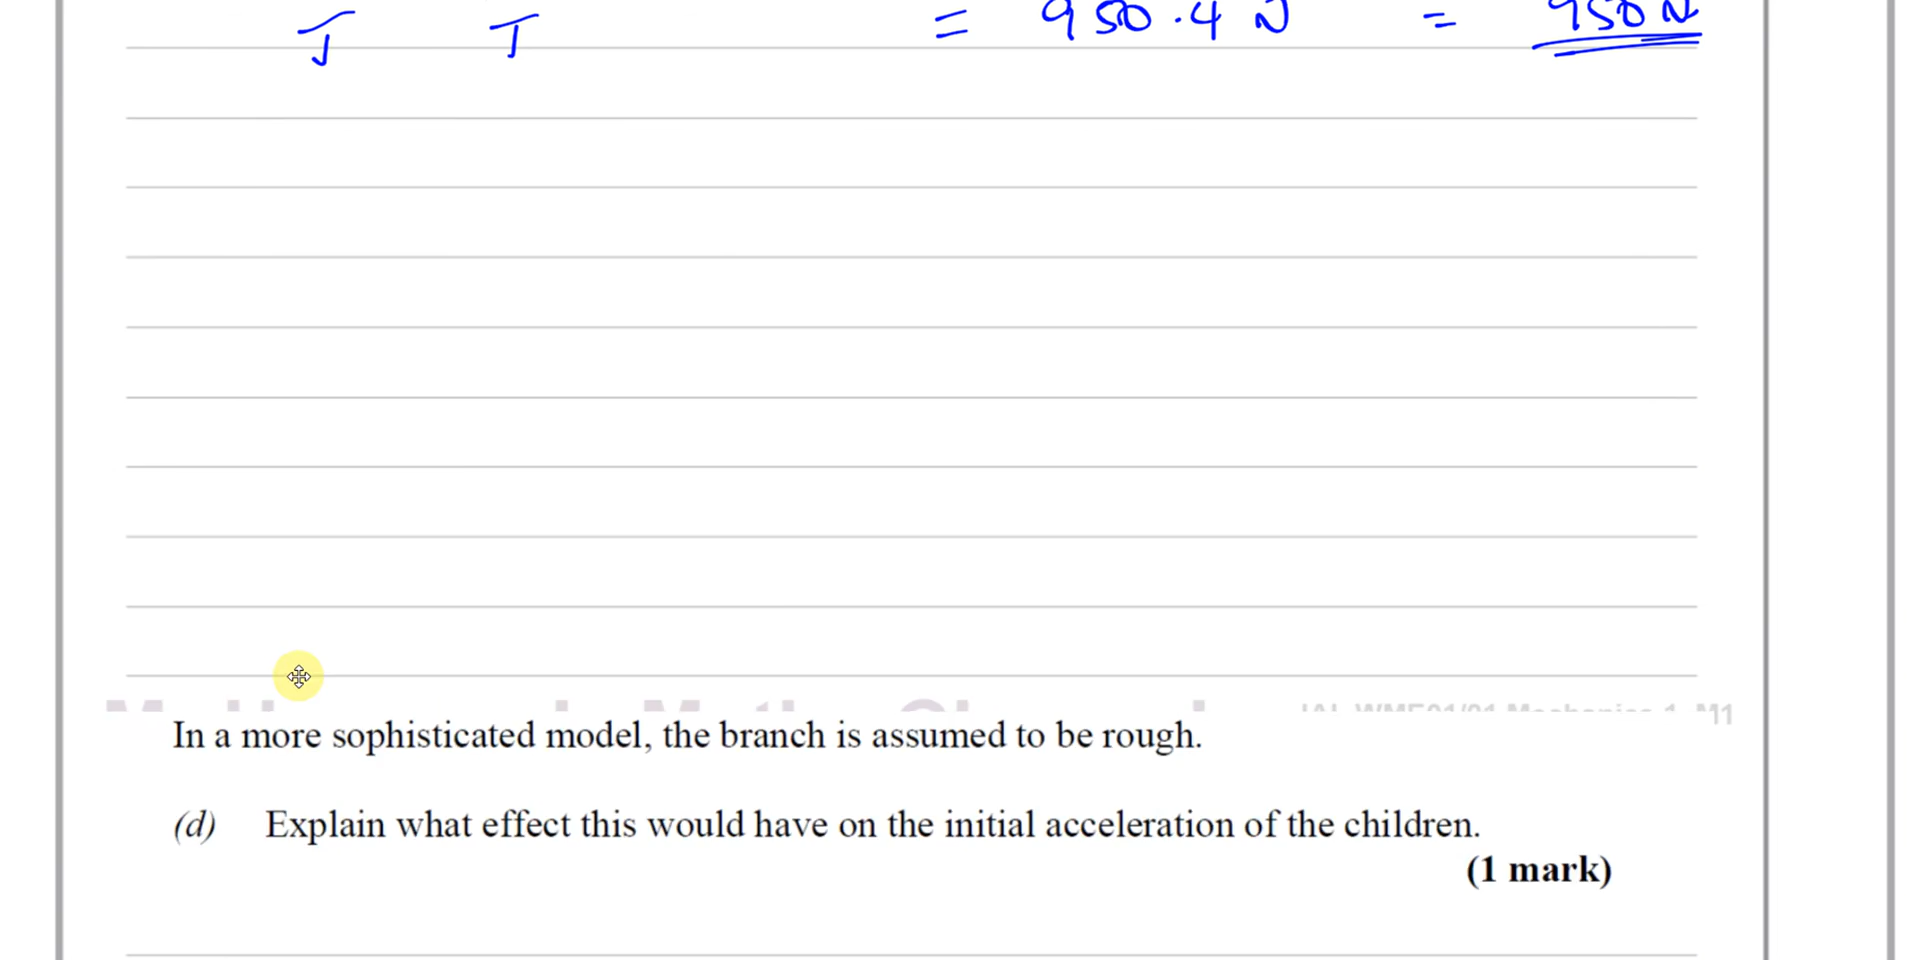 T T = 950.4 N = 950 N
M1
In a more sophisticated model, the branch is assumed to be rough.
(d) Explain what effect this would have on the initial acceleration of the children.
(1 mark)